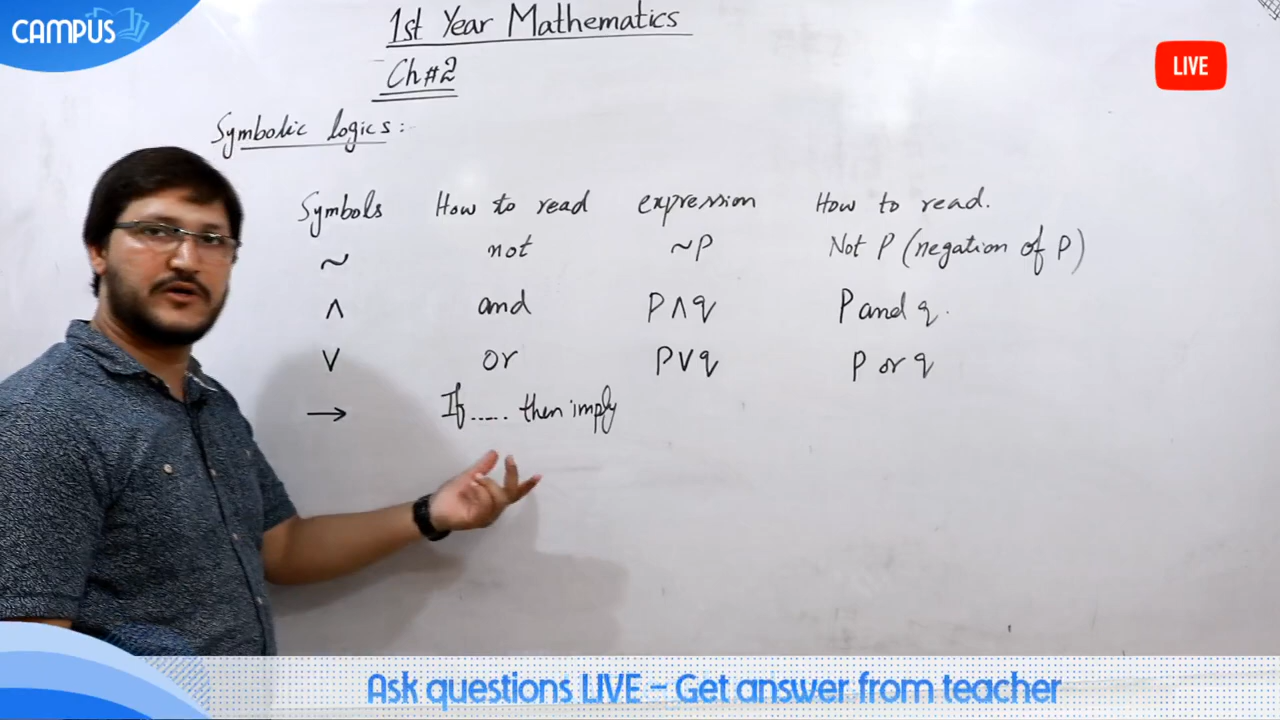 CAMPUS
1st Year Mathematics
LIVE
Ch#2
Symbolic logics:
Symbols How to read expression How to read.
~ not ~P Not P (negation of P)
∧ and P∧q P and q.
∨ or P∨q P or q
→ If ..... then imply
Ask questions LIVE – Get answer from teacher